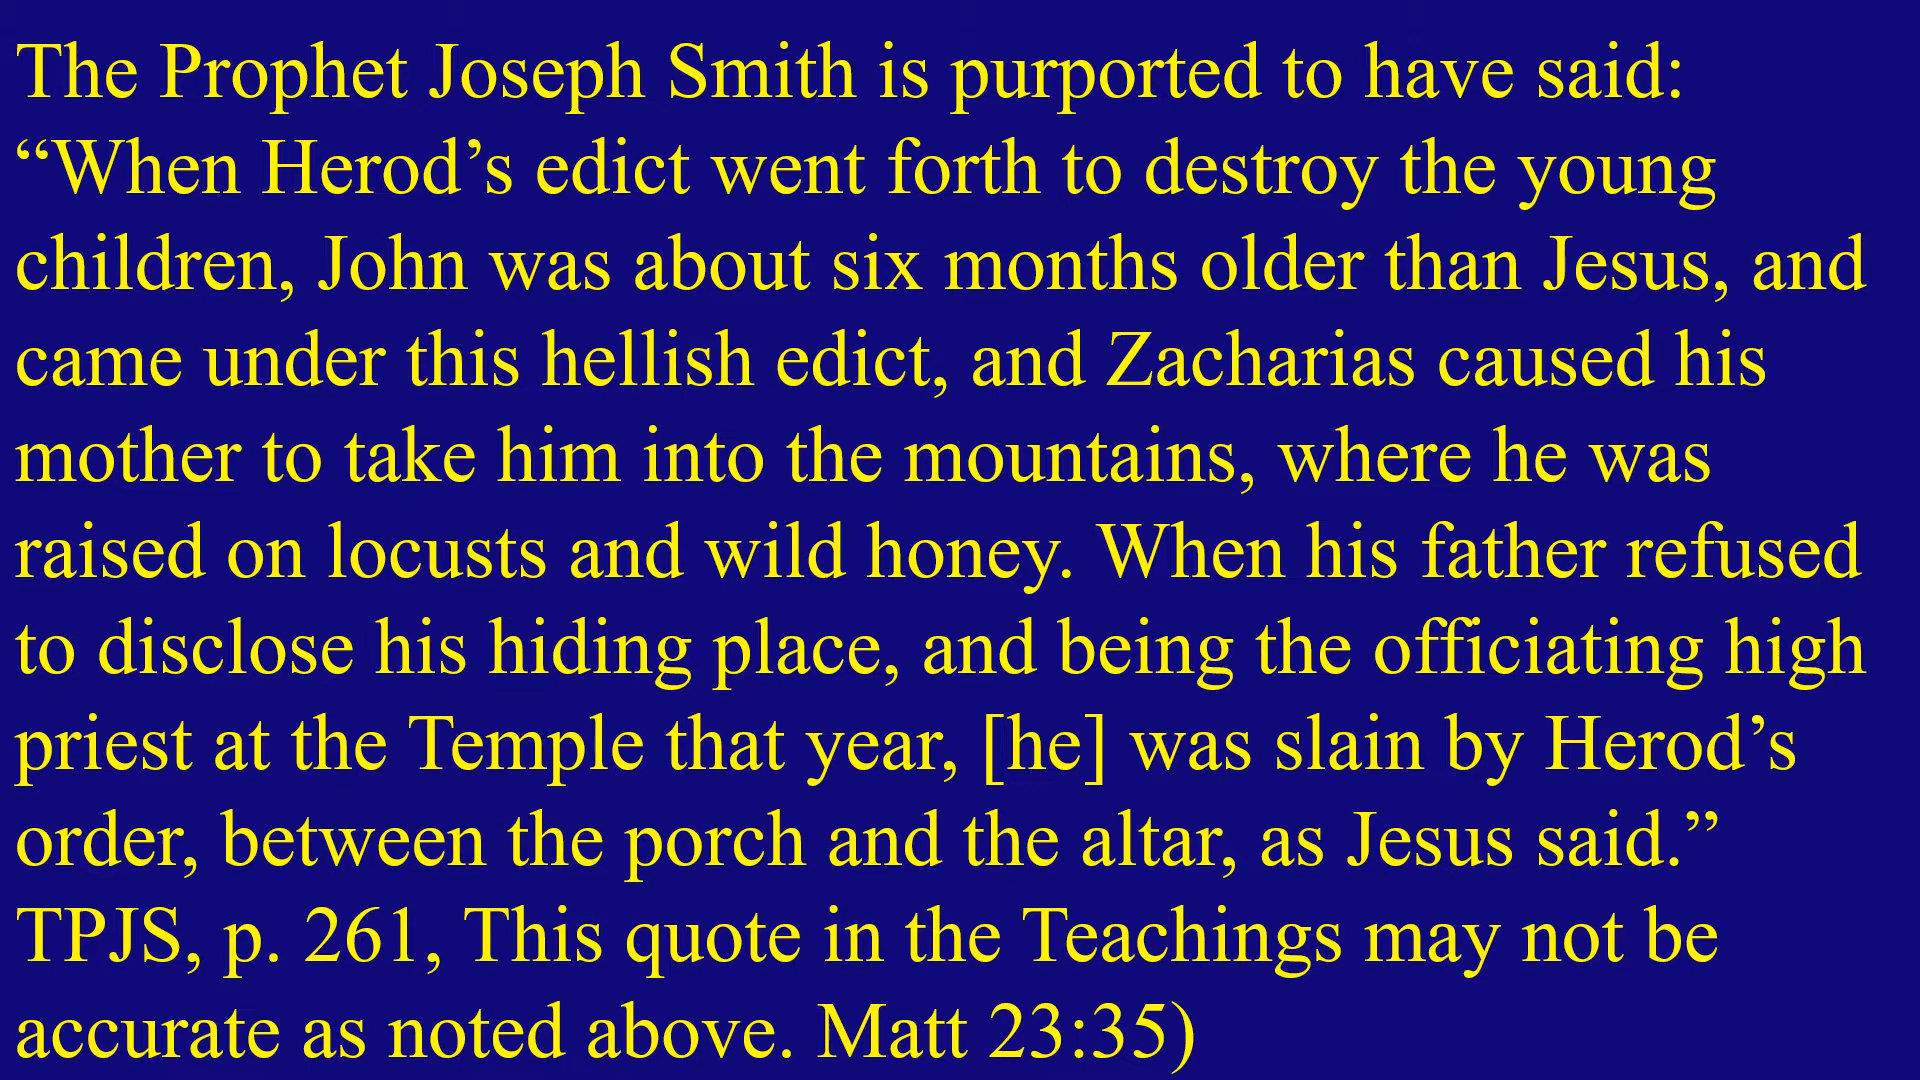 The Prophet Joseph Smith is purported to have said:
“When Herod’s edict went forth to destroy the young
children, John was about six months older than Jesus, and
came under this hellish edict, and Zacharias caused his
mother to take him into the mountains, where he was
raised on locusts and wild honey. When his father refused
to disclose his hiding place, and being the officiating high
priest at the Temple that year, [he] was slain by Herod’s
order, between the porch and the altar, as Jesus said.”
TPJS, p. 261, This quote in the Teachings may not be
accurate as noted above. Matt 23:35)